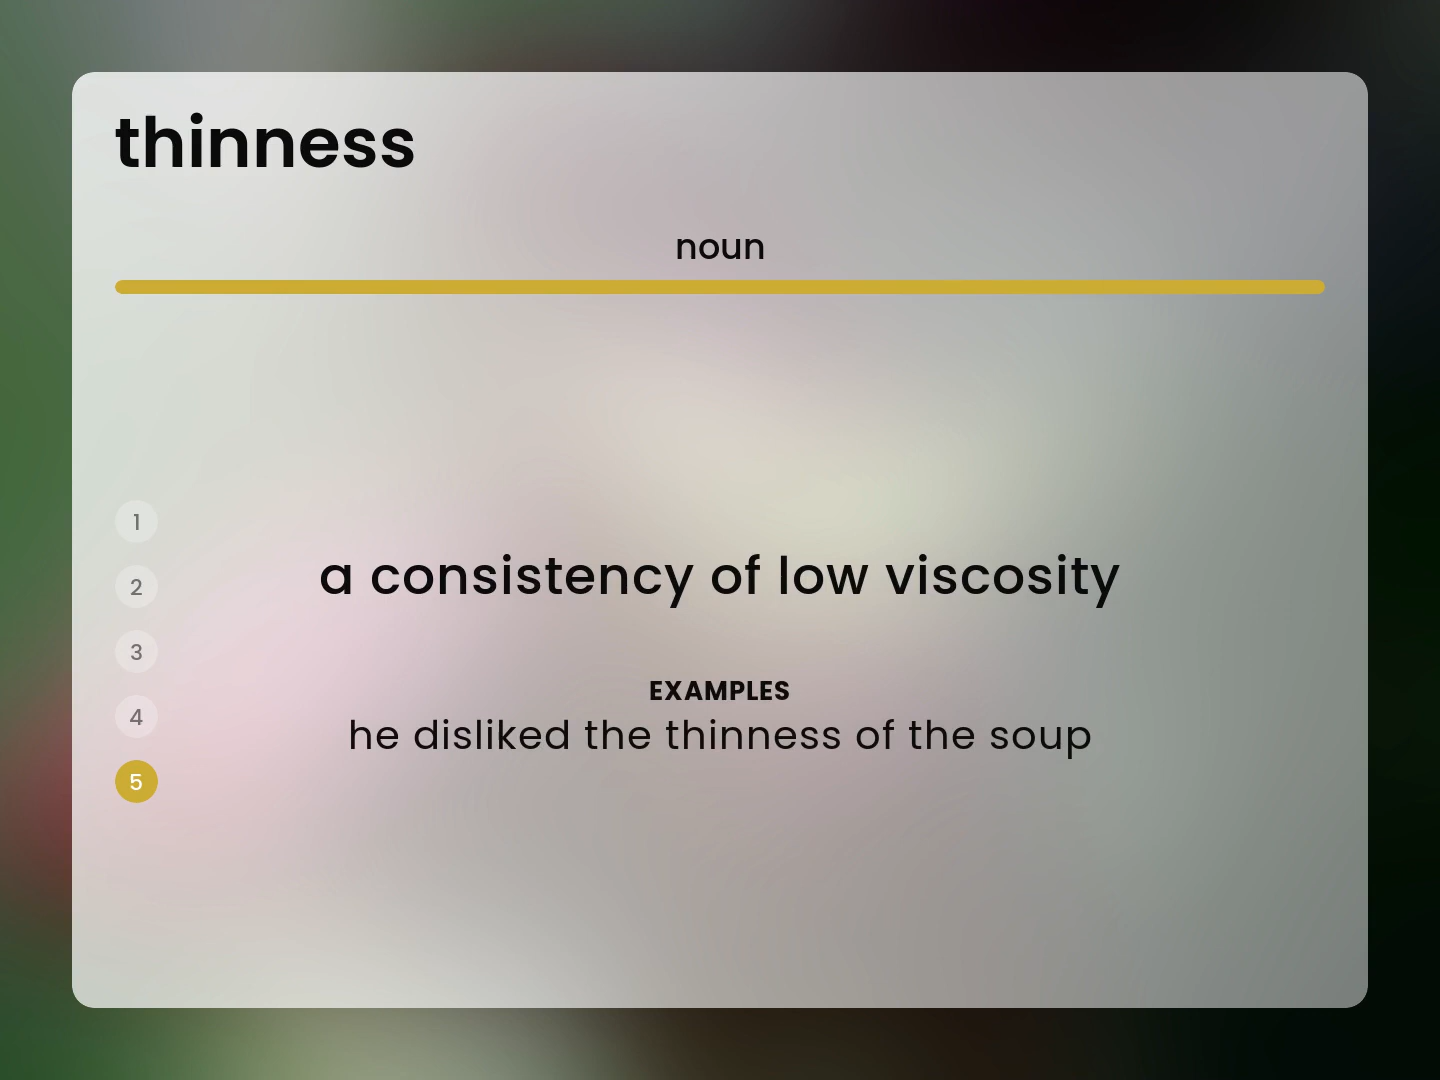 thinness
noun
1
2
3
4
5
a consistency of low viscosity
EXAMPLES
he disliked the thinness of the soup